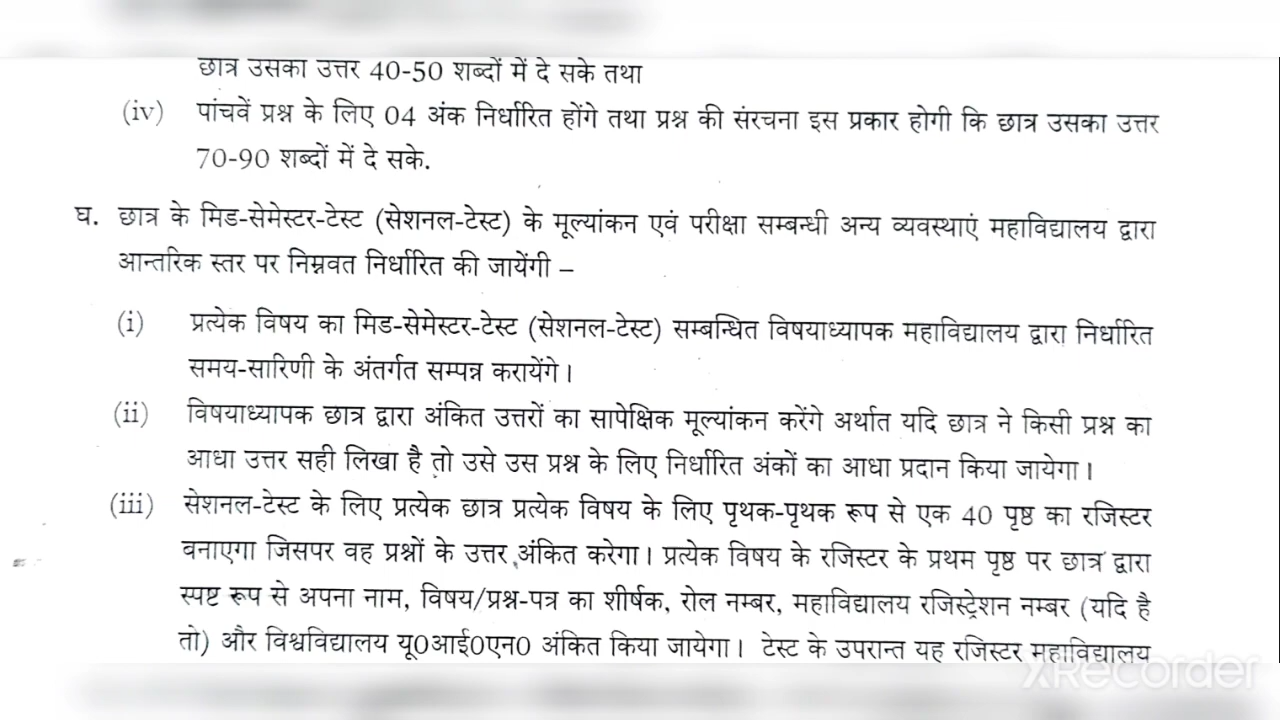 छात्र उसका उत्तर 40-50 शब्दों में दे सके तथा
(iv) पांचवें प्रश्न के लिए 04 अंक निर्धारित होंगे तथा प्रश्न की संरचना इस प्रकार होगी कि छात्र उसका उत्तर
70-90 शब्दों में दे सके.
घ. छात्र के मिड-सेमेस्टर-टेस्ट (सेशनल-टेस्ट) के मूल्यांकन एवं परीक्षा सम्बन्धी अन्य व्यवस्थाएं महाविद्यालय द्वारा
आन्तरिक स्तर पर निम्नवत निर्धारित की जायेंगी –
(i) प्रत्येक विषय का मिड-सेमेस्टर-टेस्ट (सेशनल-टेस्ट) सम्बन्धित विषयाध्यापक महाविद्यालय द्वारा निर्धारित
समय-सारिणी के अंतर्गत सम्पन्न करायेंगे।
(ii) विषयाध्यापक छात्र द्वारा अंकित उत्तरों का सापेक्षिक मूल्यांकन करेंगे अर्थात यदि छात्र ने किसी प्रश्न का
आधा उत्तर सही लिखा है तो उसे उस प्रश्न के लिए निर्धारित अंकों का आधा प्रदान किया जायेगा।
(iii) सेशनल-टेस्ट के लिए प्रत्येक छात्र प्रत्येक विषय के लिए पृथक-पृथक रूप से एक 40 पृष्ठ का रजिस्टर
बनाएगा जिसपर वह प्रश्नों के उत्तर अंकित करेगा। प्रत्येक विषय के रजिस्टर के प्रथम पृष्ठ पर छात्र द्वारा
स्पष्ट रूप से अपना नाम, विषय/प्रश्न-पत्र का शीर्षक, रोल नम्बर, महाविद्यालय रजिस्ट्रेशन नम्बर (यदि है
तो) और विश्वविद्यालय यू0आई0एन0 अंकित किया जायेगा। टेस्ट के उपरान्त यह रजिस्टर महाविद्यालय
XRecorder